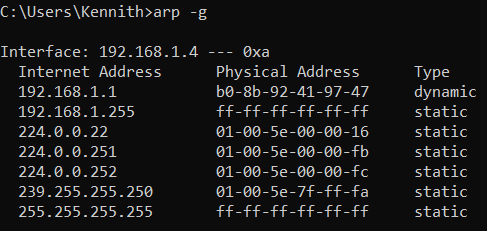 C:\Users\Kennith>arp -g
Interface: 192.168.1.4 --- 0xa
Internet Address Physical Address Type
192.168.1.1 b0-8b-92-41-97-47 dynamic
192.168.1.255 ff-ff-ff-ff-ff-ff static
224.0.0.22 01-00-5e-00-00-16 static
224.0.0.251 01-00-5e-00-00-fb static
224.0.0.252 01-00-5e-00-00-fc static
239.255.255.250 01-00-5e-7f-ff-fa static
255.255.255.255 ff-ff-ff-ff-ff-ff static